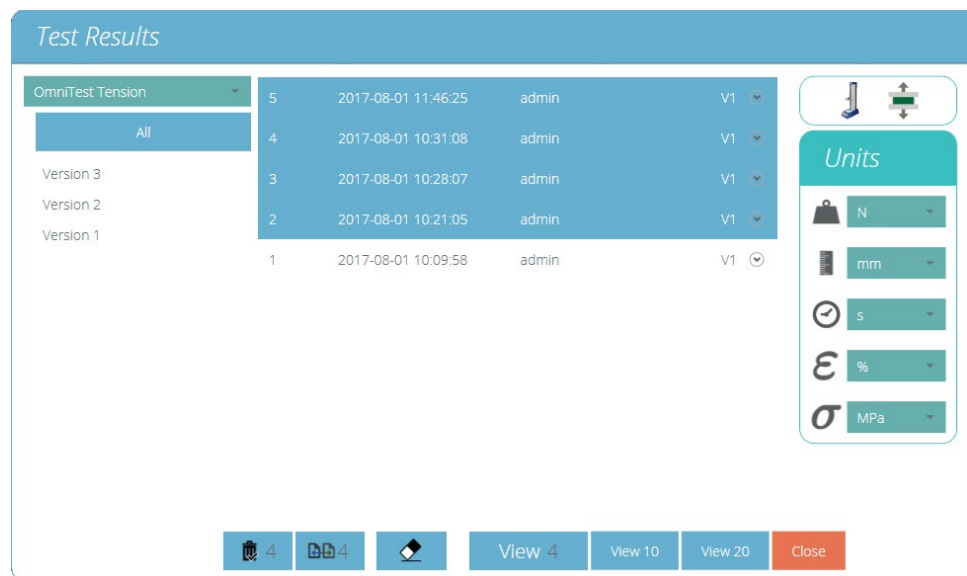 Test Results
OmniTest Tension
All
Version 3
Version 2
Version 1
5 2017-08-01 11:46:25 admin V1
4 2017-08-01 10:31:08 admin V1
3 2017-08-01 10:28:07 admin V1
2 2017-08-01 10:21:05 admin V1
1 2017-08-01 10:09:58 admin V1
Units
N
mm
s
ε %
σ MPa
4 4 View 4 View 10 View 20 Close